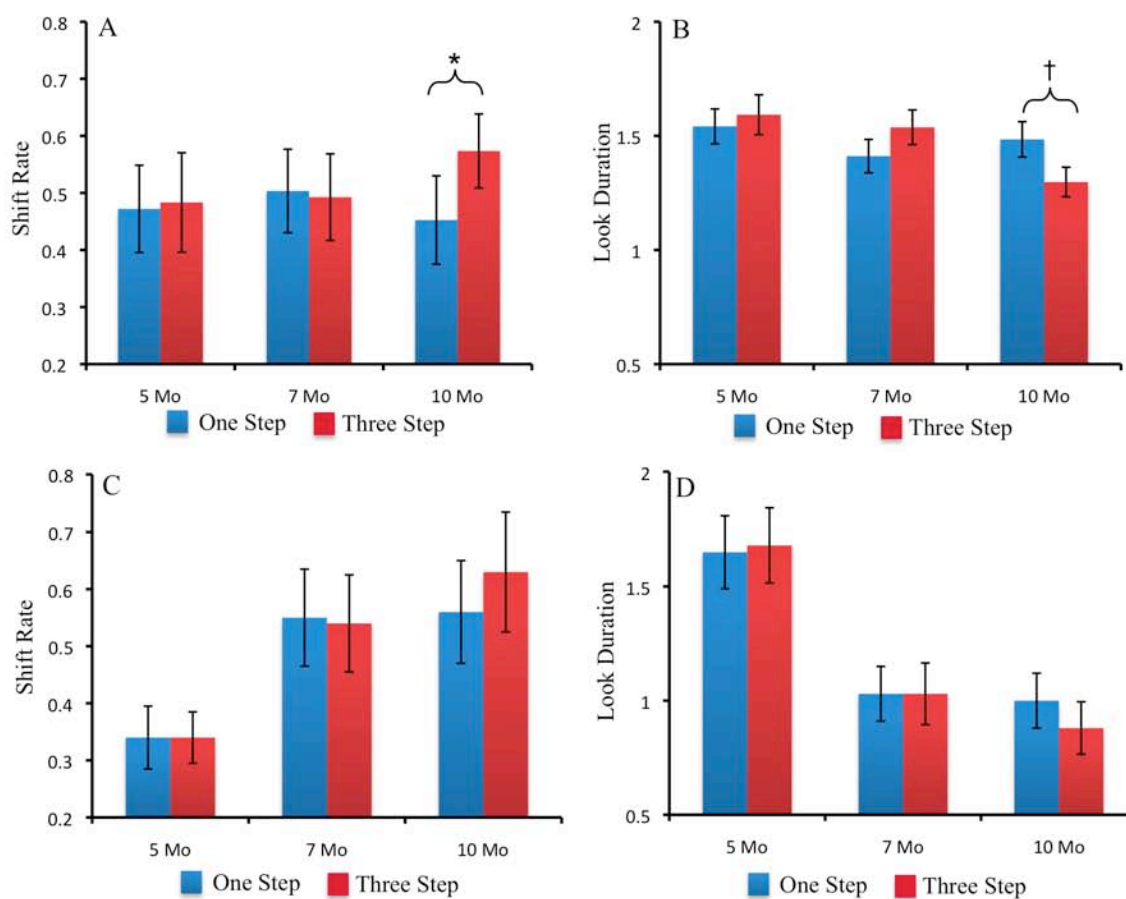 A
Shift Rate
0.8
0.7
0.6
0.5
0.4
0.3
0.2
*
5 Mo 7 Mo 10 Mo
One Step Three Step
B
Look Duration
2
1.5
1
0.5
†
5 Mo 7 Mo 10 Mo
One Step Three Step
C
Shift Rate
0.8
0.7
0.6
0.5
0.4
0.3
0.2
5 Mo 7 Mo 10 Mo
One Step Three Step
D
Look Duration
2
1.5
1
0.5
5 Mo 7 Mo 10 Mo
One Step Three Step